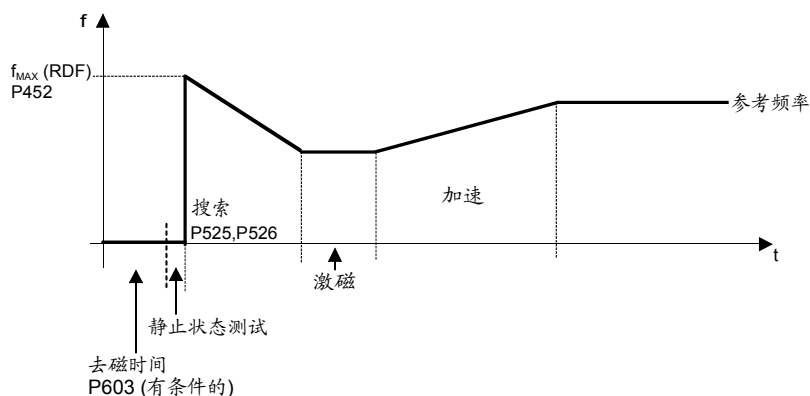 f
fMAX (RDF)
P452
参考频率
搜索
P525,P526
加速
t
激磁
静止状态测试
去磁时间
P603 (有条件的)